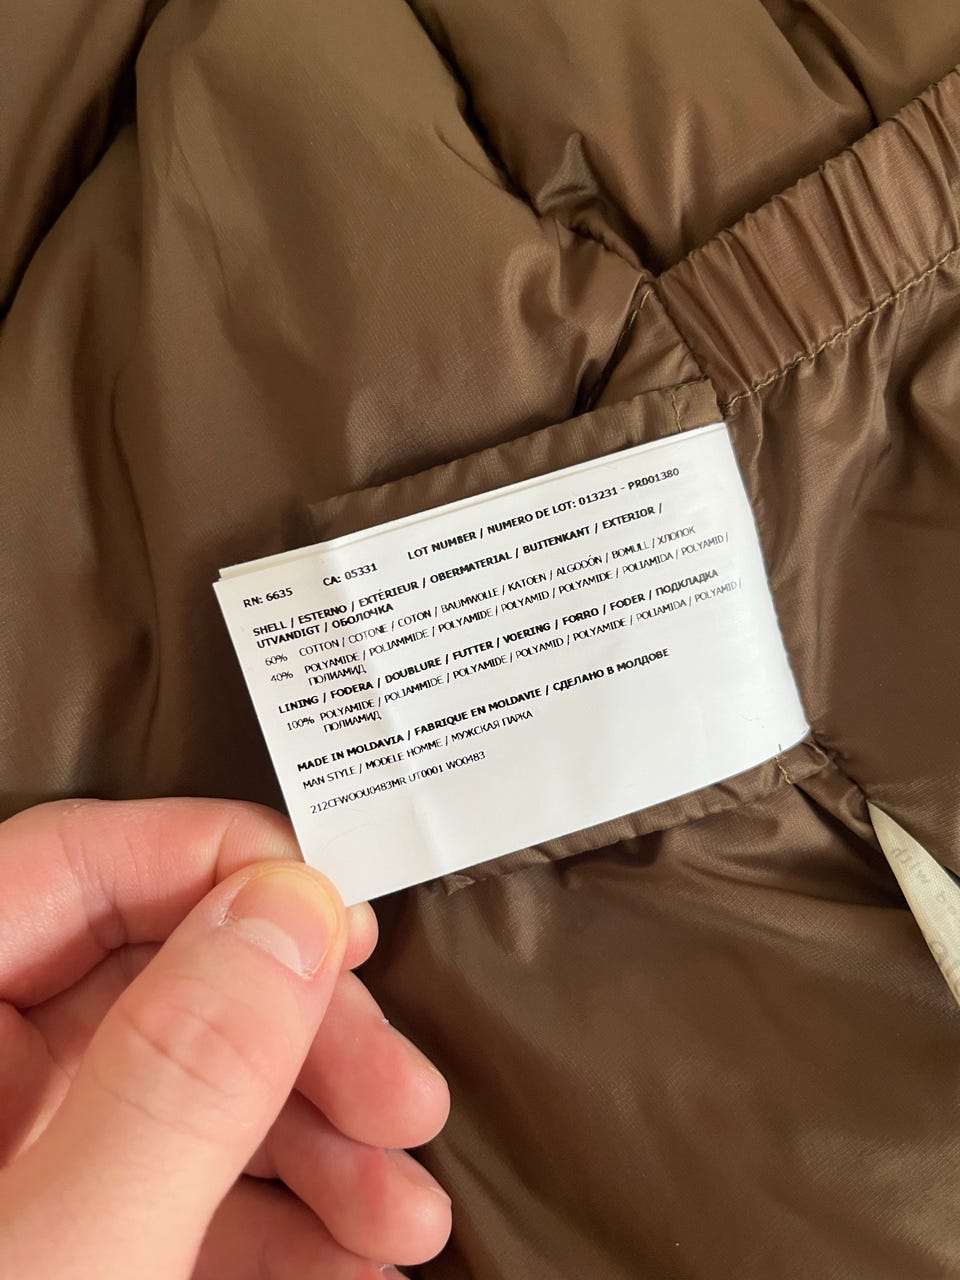 LOT NUMBER / NUMERO DE LOT: 013231 - PR001380
RN: 6635 CA: 05331
SHELL / ESTERNO / EXTÉRIEUR / OBERMATERIAL / BUITENKANT / EXTERIOR /
UTVANDIGT / ОБОЛОЧКА
60% COTTON / COTONE / COTON / BAUMWOLLE / KATOEN / ALGODÓN / BOMULL / ХЛОПОК
40% POLYAMIDE / POLIAMMIDE / POLYAMIDE / POLYAMID / POLYAMIDE / POLIAMIDA / POLYAMID /
ПОЛИАМИД
LINING / FODERA / DOUBLURE / FUTTER / VOERING / FORRO / FODER / ПОДКЛАДКА
100% POLYAMIDE / POLIAMMIDE / POLYAMIDE / POLYAMID / POLYAMIDE / POLIAMIDA / POLYAMID /
ПОЛИАМИД
MADE IN MOLDAVIA / FABRIQUE EN MOLDAVIE / СДЕЛАНО В МОЛДОВЕ
MAN STYLE / MODELE HOMME / МУЖСКАЯ ПАРКА
212CFWOOU0483MR UT0001 WO0483